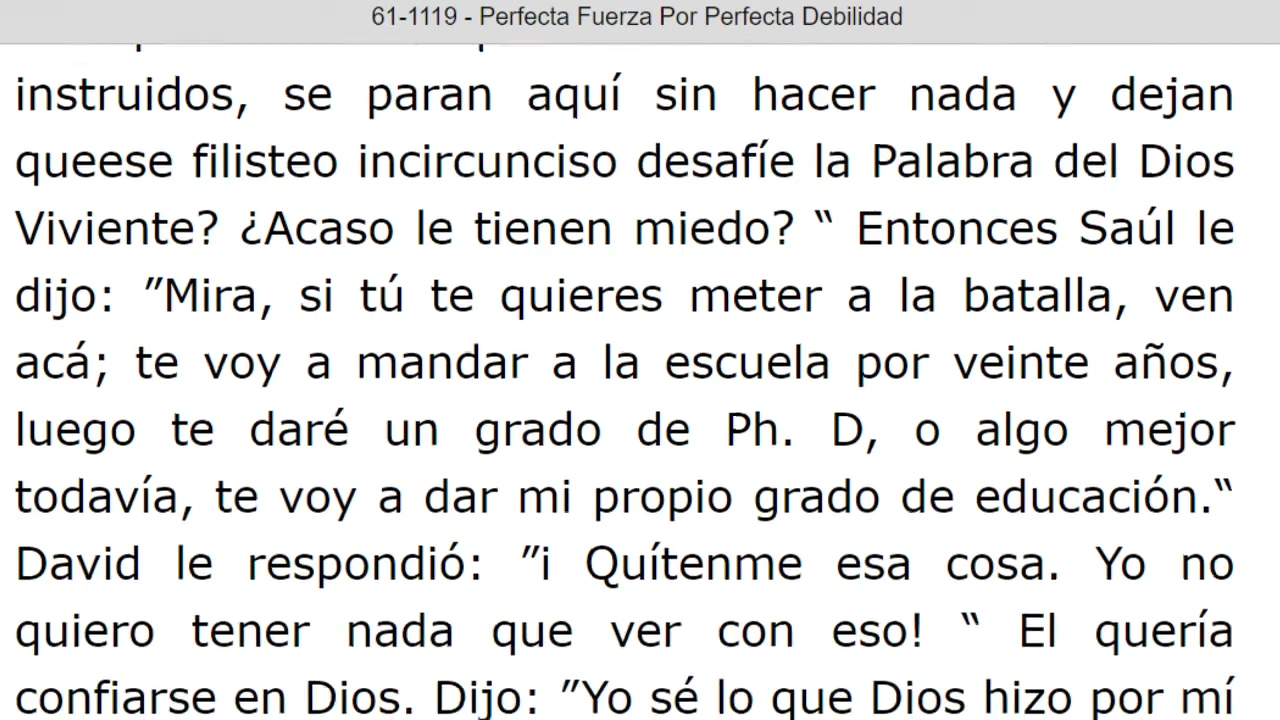 61-1119 - Perfecta Fuerza Por Perfecta Debilidad
instruidos, se paran aquí sin hacer nada y dejan
queese filisteo incircunciso desafíe la Palabra del Dios
Viviente? ¿Acaso le tienen miedo? “ Entonces Saúl le
dijo: ”Mira, si tú te quieres meter a la batalla, ven
acá; te voy a mandar a la escuela por veinte años,
luego te daré un grado de Ph. D, o algo mejor
todavía, te voy a dar mi propio grado de educación.“
David le respondió: ”i Quítenme esa cosa. Yo no
quiero tener nada que ver con eso! “ El quería
confiarse en Dios. Dijo: ”Yo sé lo que Dios hizo por mí